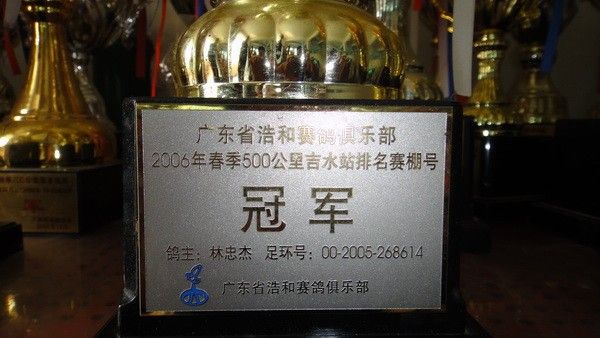 广东省浩和赛鸽俱乐部
2006年春季500公里吉水站排名赛棚号
冠军
鸽主：林忠杰 足环号：00-2005-268614
广东省浩和赛鸽俱乐部